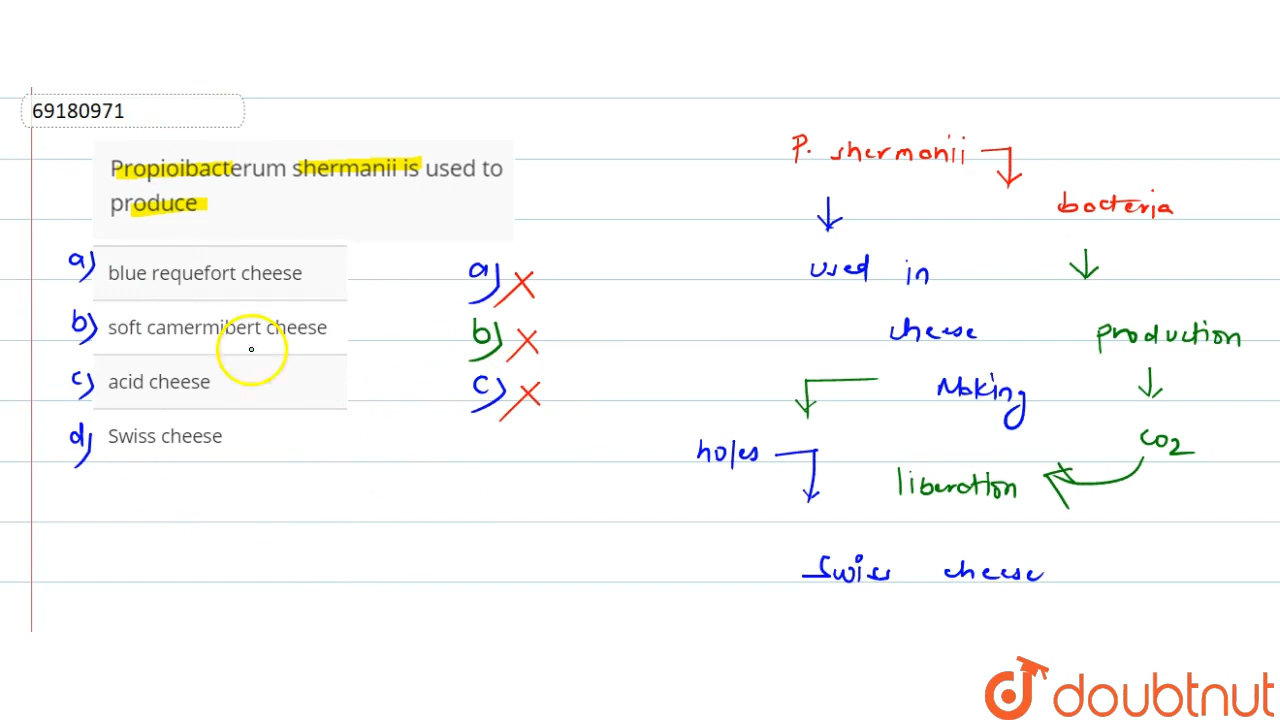 69180971
Propioibacterum shermanii is used to
produce
a) blue requefort cheese
b) soft camermibert cheese
c) acid cheese
d) Swiss cheese
a) X
b) X
c) X
P. shermanii
bacteria
used in
cheese
Making
production
CO2
liberation
holes
Swiss cheese
doubtnut